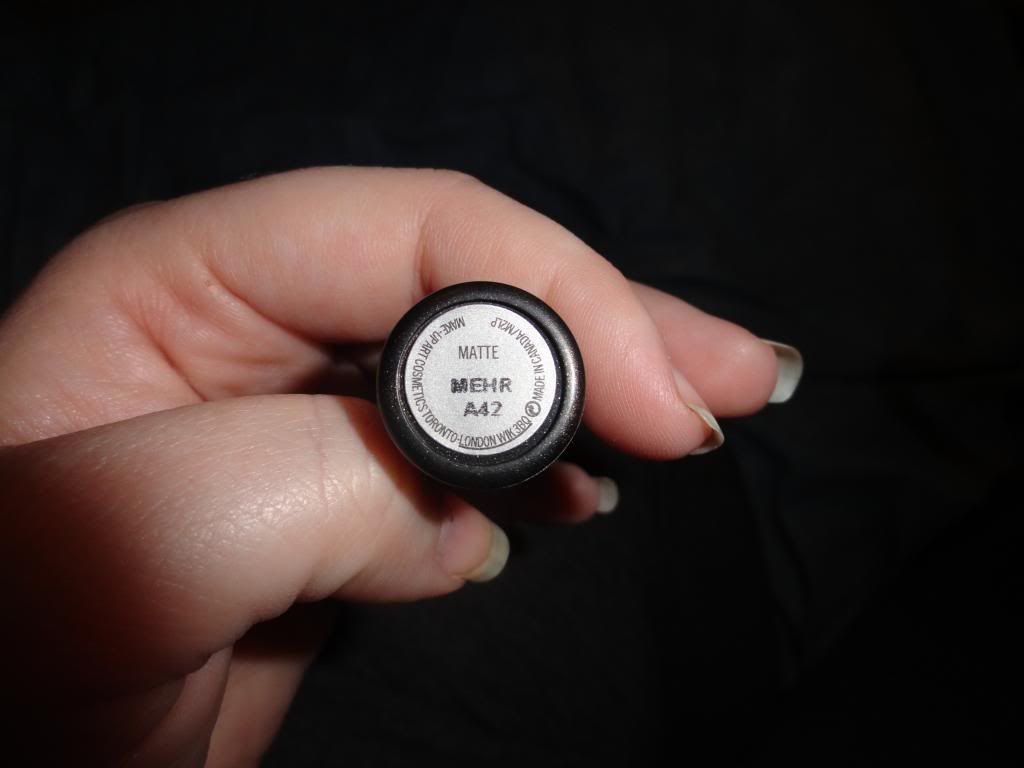 MATTE
MEHR
A42
MAKE-UP ART COSMETICS TORONTO-LONDON W1K 3BQ MADE IN CANADA/M2LP